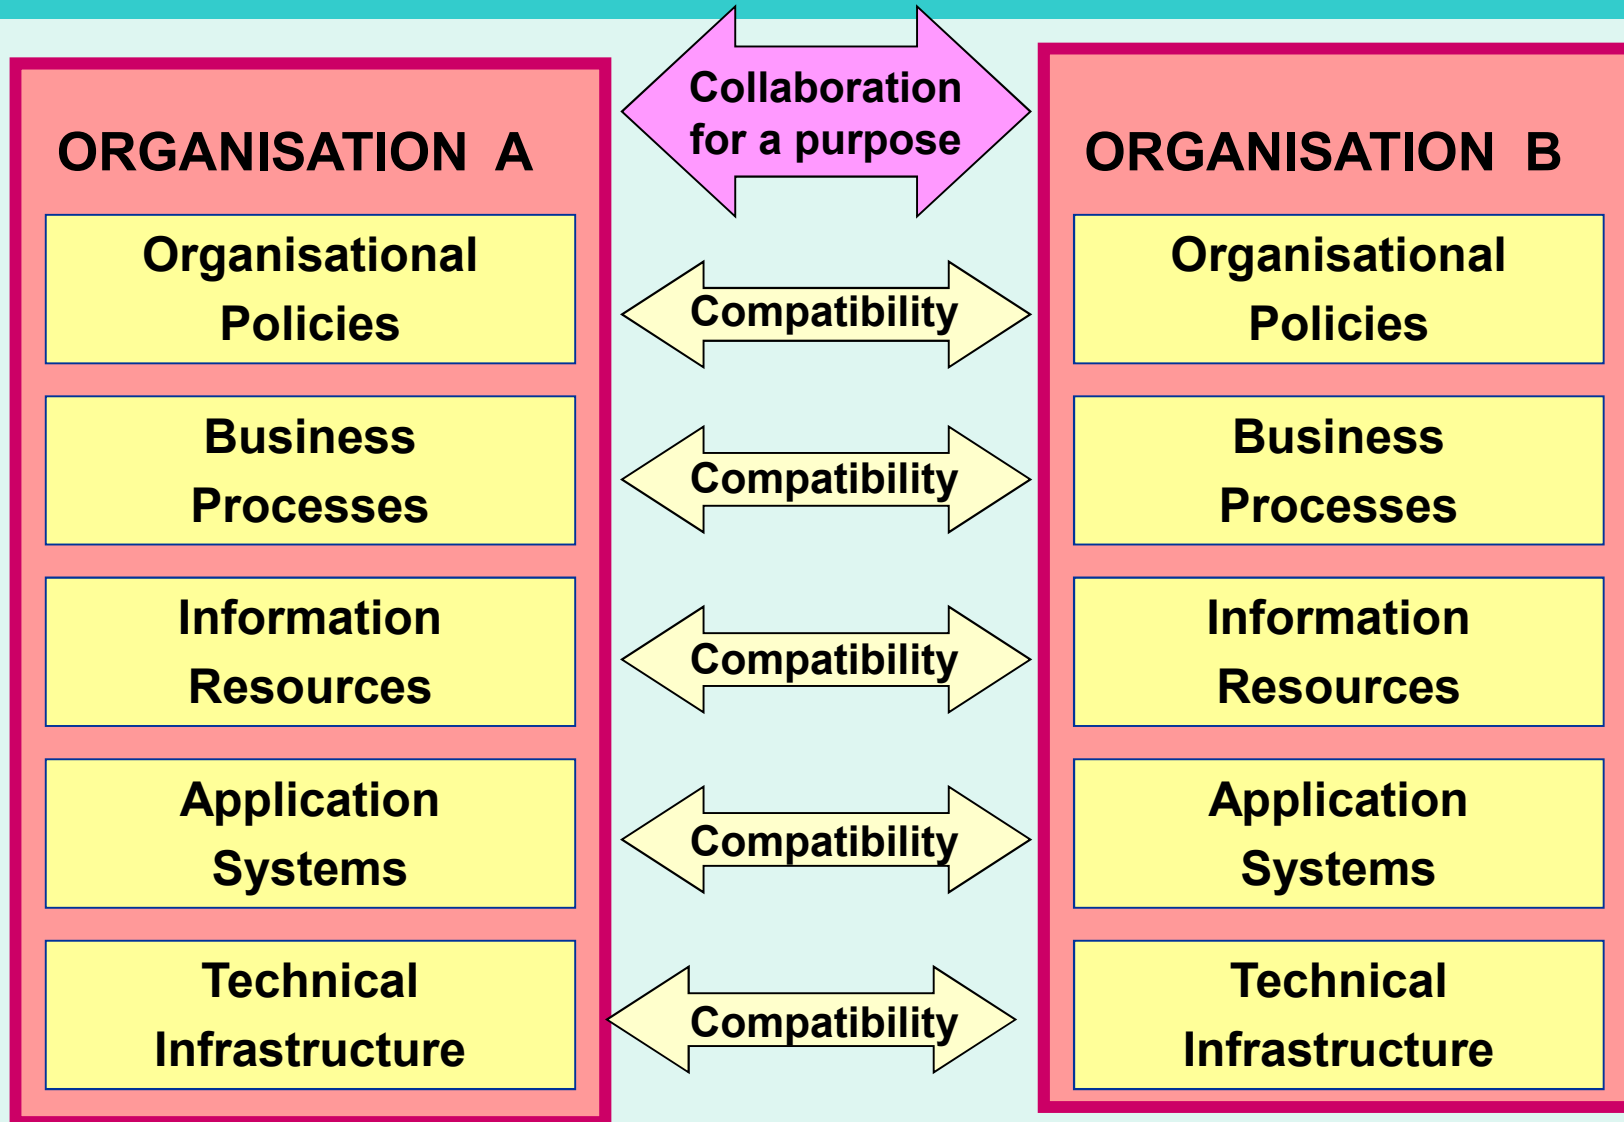 Collaboration
for a purpose
ORGANISATION A
ORGANISATION B
Organisational
Policies
Compatibility
Organisational
Policies
Business
Processes
Compatibility
Business
Processes
Information
Resources
Compatibility
Information
Resources
Application
Systems
Compatibility
Application
Systems
Technical
Infrastructure
Compatibility
Technical
Infrastructure